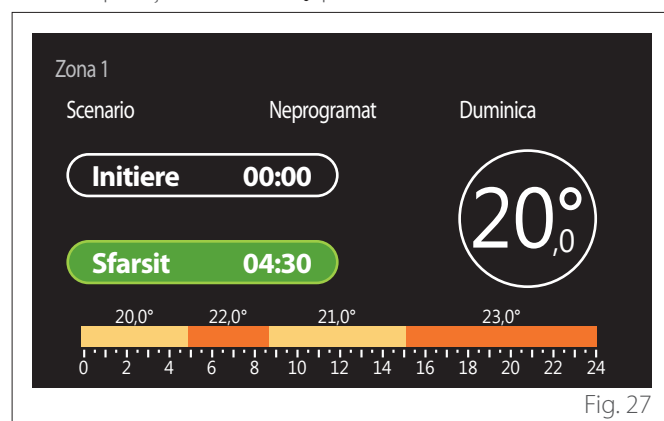 Zona 1
Scenario Neprogramat Duminica
Initiere 00:00
20°,0
Sfarsit 04:30
20,0° 22,0° 21,0° 23,0°
0 2 4 6 8 10 12 14 16 18 20 22 24
Fig. 27